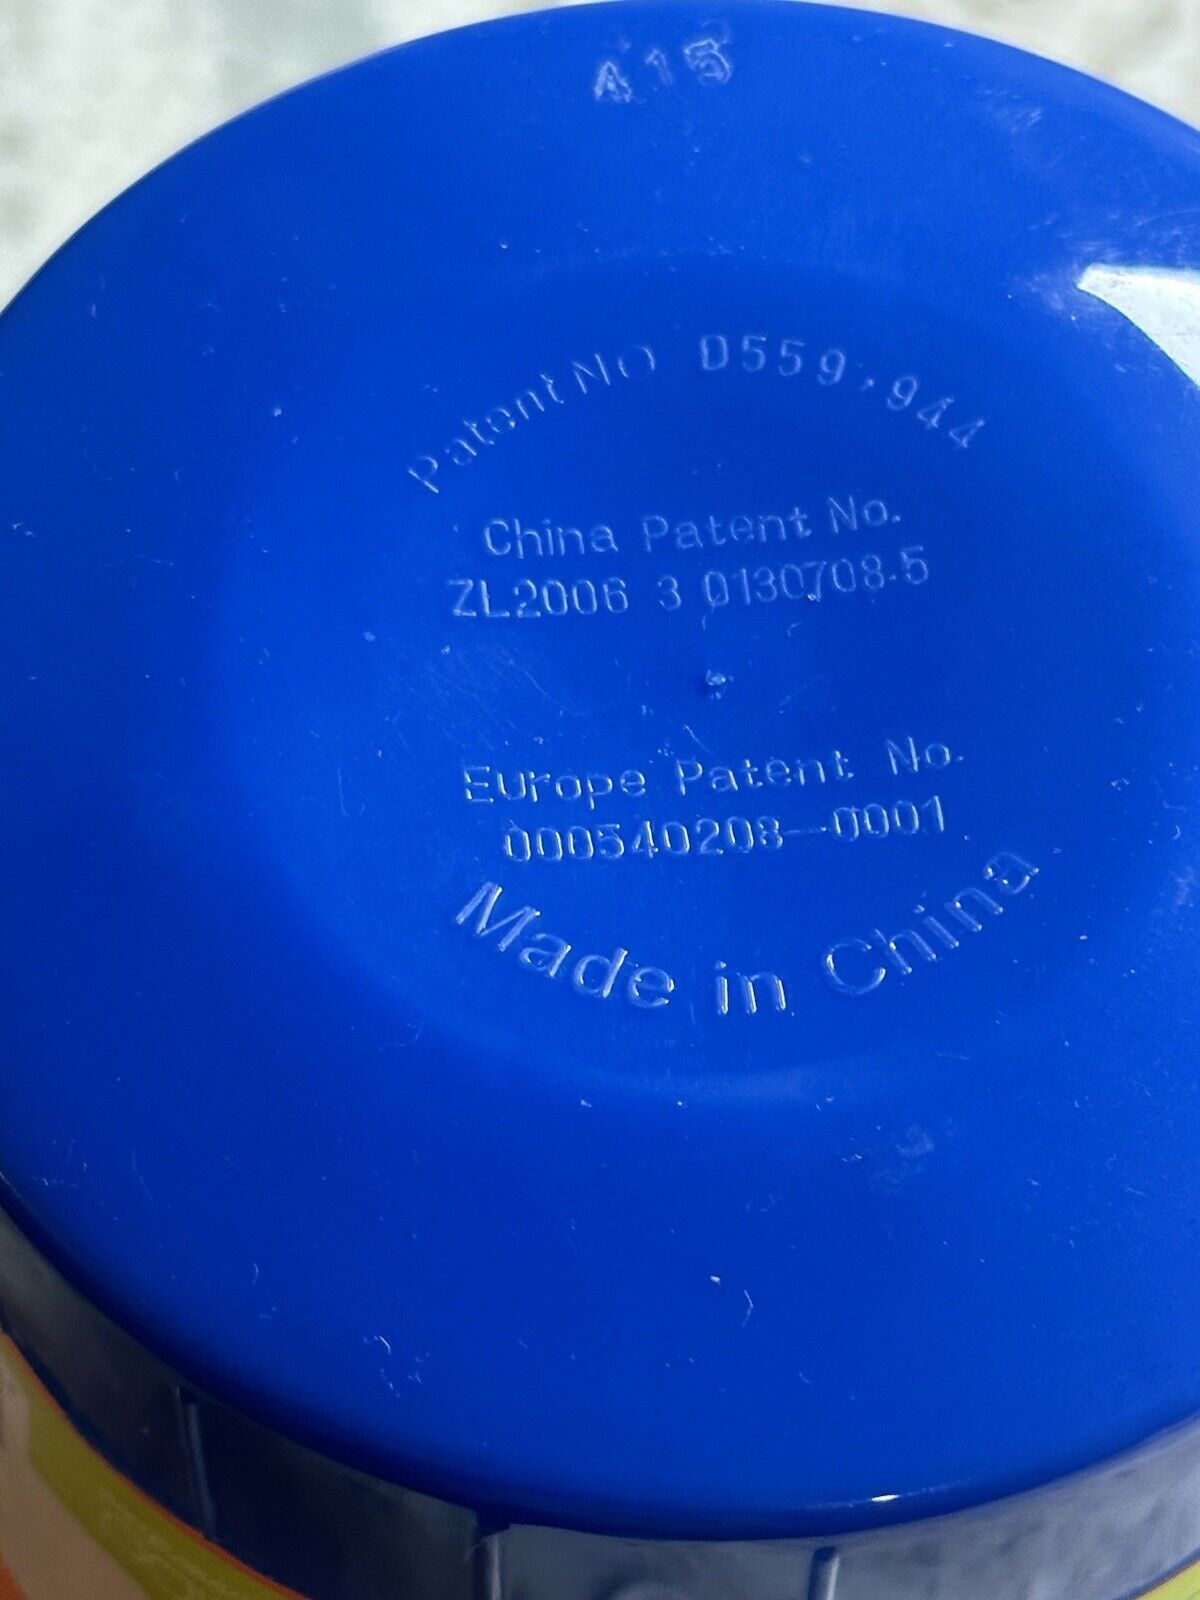 415
Patent No D559,944
China Patent No.
ZL2006 3 0130708.5
Europe Patent No.
000540208-0001
Made in China